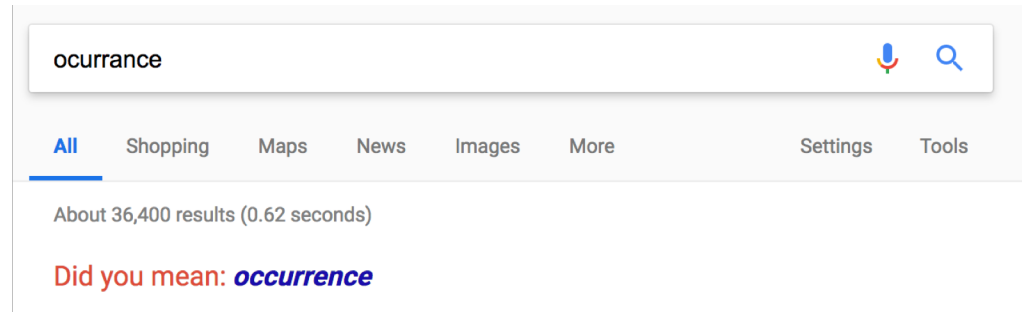 ocurrance
All Shopping Maps News Images More Settings Tools
About 36,400 results (0.62 seconds)
Did you mean: occurrence